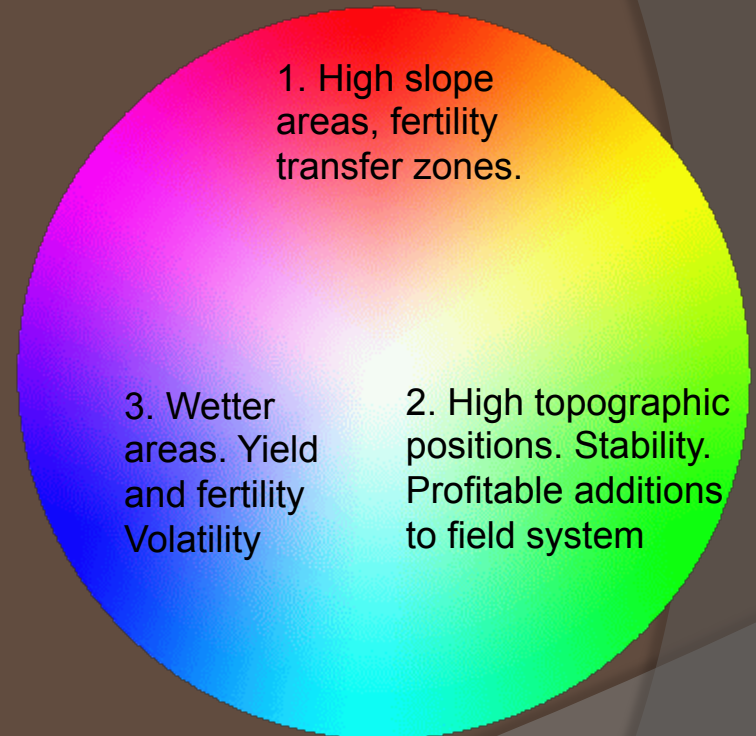 1. High slope
areas, fertility
transfer zones.
3. Wetter
areas. Yield
and fertility
Volatility
2. High topographic
positions. Stability.
Profitable additions
to field system